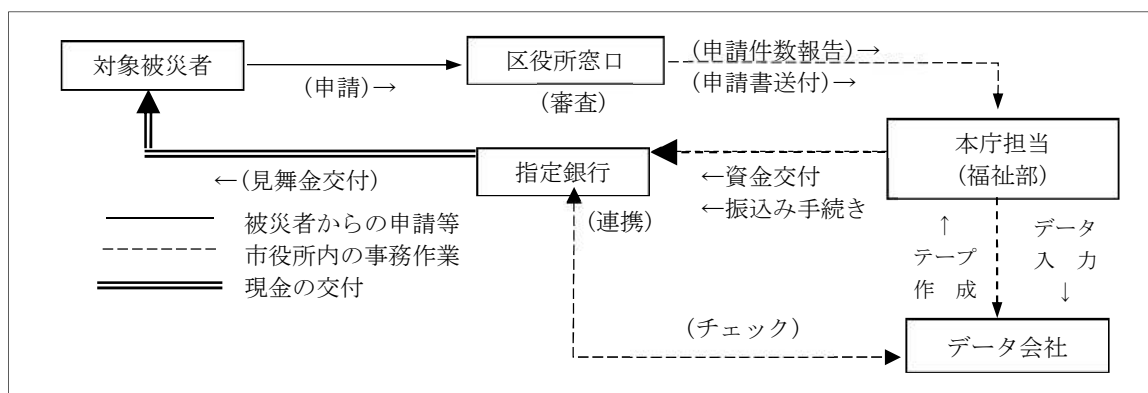 対象被災者
(申請)→
区役所窓口
(審査)
(申請件数報告)→
(申請書送付)→
本庁担当
(福祉部)
指定銀行
←資金交付
←振込み手続き
←(見舞金交付)
(連携)
被災者からの申請等
市役所内の事務作業
現金の交付
↑
テープ
作 成
データ
入 力
↓
(チェック)
データ会社